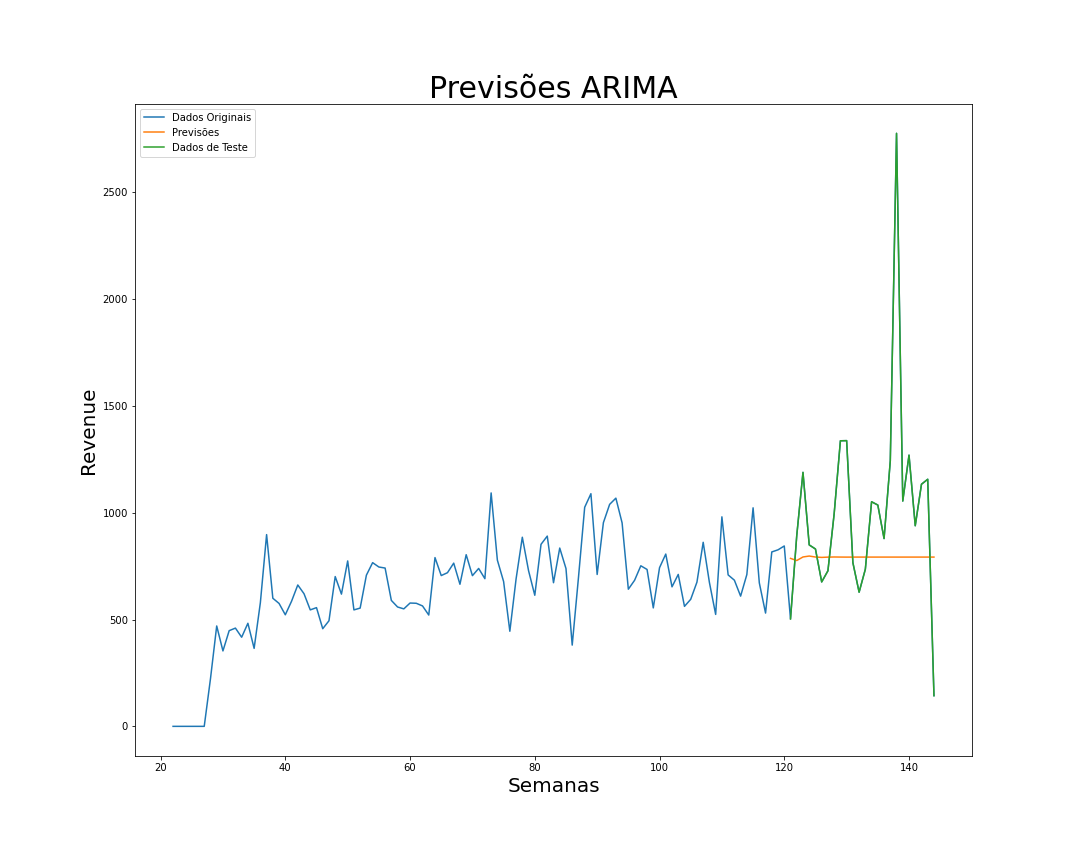 Previsões ARIMA
Dados Originais
Previsões
Dados de Teste
Revenue
2500
2000
1500
1000
500
0
20 40 60 80 100 120 140
Semanas